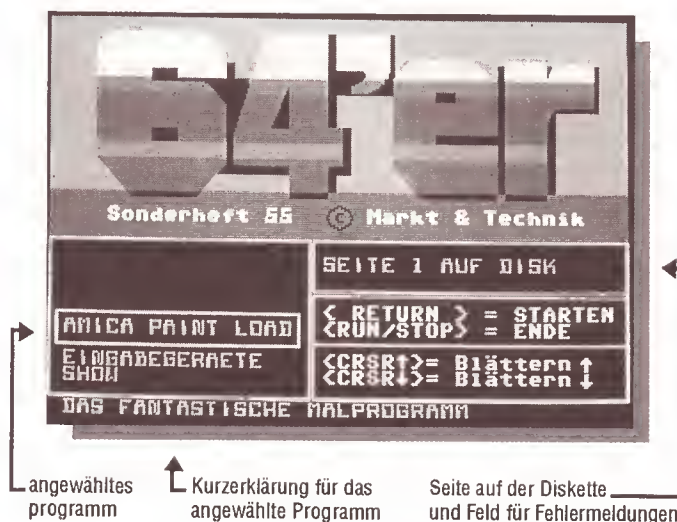 64'er
Sonderheft 55 © Markt & Technik
SEITE 1 AUF DISK
AMICA PAINT LOAD
EINGABEGERAETE
SHOW
< RETURN > = STARTEN
<RUN/STOP> = ENDE
<CRSR↑>= Blättern ↑
<CRSR↓>= Blättern ↓
DAS FANTASTISCHE MALPROGRAMM
angewähltes
programm
Kurzerklärung für das
angewählte Programm
Seite auf der Diskette
und Feld für Fehlermeldungen